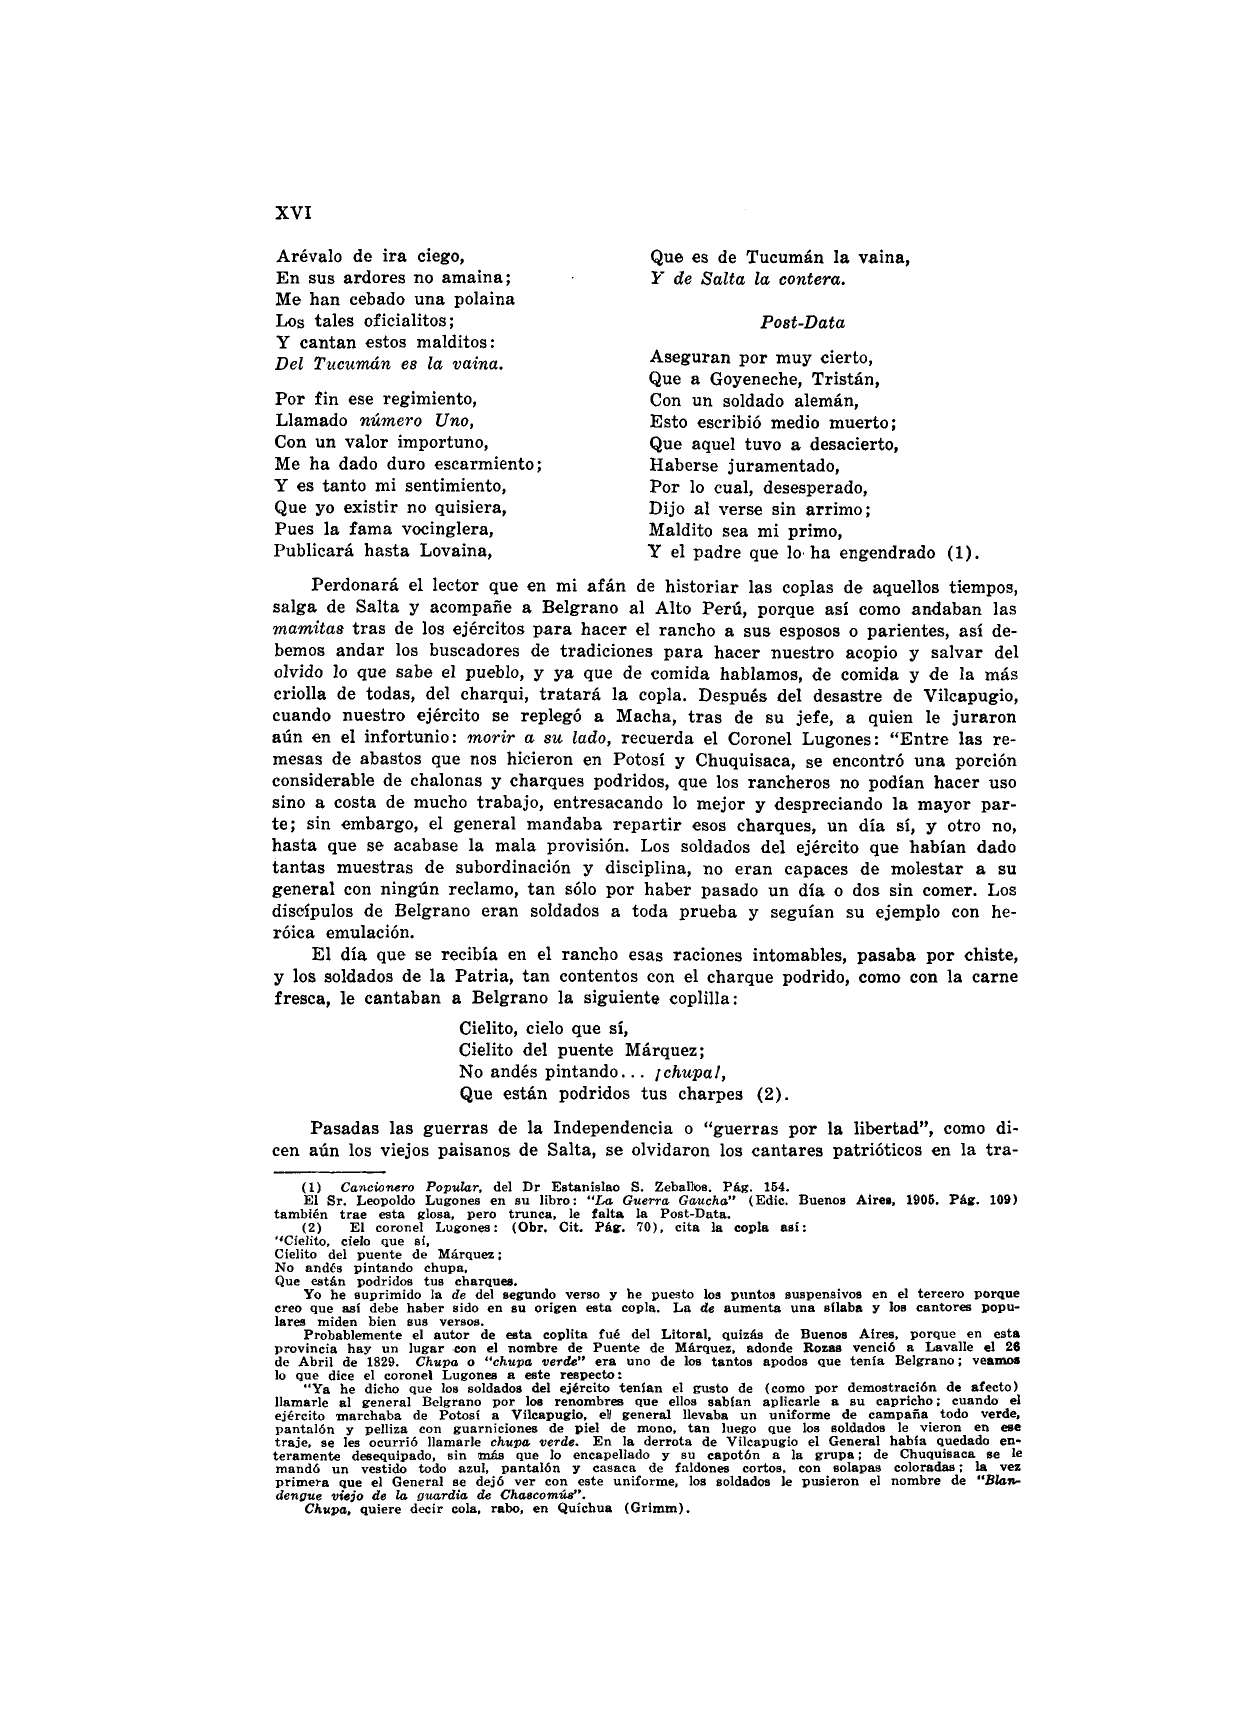 XVI
Arévalo de ira ciego,
En sus ardores no amaina;
Me han cebado una polaina
Los tales oficialitos;
Y cantan estos malditos:
Del Tucumán es la vaina.
Por fin ese regimiento,
Llamado número Uno,
Con un valor importuno,
Me ha dado duro escarmiento;
Y es tanto mi sentimiento,
Que yo existir no quisiera,
Pues la fama vocinglera,
Publicará hasta Lovaina,
Que es de Tucumán la vaina,
Y de Salta la contera.
Post-Data
Aseguran por muy cierto,
Que a Goyeneche, Tristán,
Con un soldado alemán,
Esto escribió medio muerto;
Que aquel tuvo a desacierto,
Haberse juramentado,
Por lo cual, desesperado,
Dijo al verse sin arrimo;
Maldito sea mi primo,
Y el padre que lo ha engendrado (1).
Perdonará el lector que en mi afán de historiar las coplas de aquellos tiempos,
salga de Salta y acompañe a Belgrano al Alto Perú, porque así como andaban las
mamitas tras de los ejércitos para hacer el rancho a sus esposos o parientes, así de-
bemos andar los buscadores de tradiciones para hacer nuestro acopio y salvar del
olvido lo que sabe el pueblo, y ya que de comida hablamos, de comida y de la más
criolla de todas, del charqui, tratará la copla. Después del desastre de Vilcapugio,
cuando nuestro ejército se replegó a Macha, tras de su jefe, a quien le juraron
aún en el infortunio: morir a su lado, recuerda el Coronel Lugones: “Entre las re-
mesas de abastos que nos hicieron en Potosí y Chuquisaca, se encontró una porción
considerable de chalonas y charques podridos, que los rancheros no podían hacer uso
sino a costa de mucho trabajo, entresacando lo mejor y despreciando la mayor par-
te; sin embargo, el general mandaba repartir esos charques, un día sí, y otro no,
hasta que se acabase la mala provisión. Los soldados del ejército que habían dado
tantas muestras de subordinación y disciplina, no eran capaces de molestar a su
general con ningún reclamo, tan sólo por haber pasado un día o dos sin comer. Los
discípulos de Belgrano eran soldados a toda prueba y seguían su ejemplo con he-
róica emulación.
El día que se recibía en el rancho esas raciones intomables, pasaba por chiste,
y los soldados de la Patria, tan contentos con el charque podrido, como con la carne
fresca, le cantaban a Belgrano la siguiente coplilla:
Cielito, cielo que sí,
Cielito del puente Márquez;
No andés pintando... ¡chupa!,
Que están podridos tus charpes (2).
Pasadas las guerras de la Independencia o “guerras por la libertad”, como di-
cen aún los viejos paisanos de Salta, se olvidaron los cantares patrióticos en la tra-
(1) Cancionero Popular, del Dr Estanislao S. Zeballos. Pág. 154.
El Sr. Leopoldo Lugones en su libro: “La Guerra Gaucha” (Edic. Buenos Aires, 1905. Pág. 109)
también trae esta glosa, pero trunca, le falta la Post-Data.
(2) El coronel Lugones: (Obr. Cit. Pág. 70), cita la copla así:
“Cielito, cielo que sí,
Cielito del puente de Márquez;
No andés pintando chupa,
Que están podridos tus charques.
Yo he suprimido la de del segundo verso y he puesto los puntos suspensivos en el tercero porque
creo que así debe haber sido en su origen esta copla. La de aumenta una sílaba y los cantores popu-
lares miden bien sus versos.
Probablemente el autor de esta coplita fué del Litoral, quizás de Buenos Aires, porque en esta
provincia hay un lugar con el nombre de Puente de Márquez, adonde Rozas venció a Lavalle el 26
de Abril de 1829. Chupa o “chupa verde” era uno de los tantos apodos que tenía Belgrano; veamos
lo que dice el coronel Lugones a este respecto:
“Ya he dicho que los soldados del ejército tenían el gusto de (como por demostración de afecto)
llamarle al general Belgrano por los renombres que ellos sabían aplicarle a su capricho; cuando el
ejército marchaba de Potosí a Vilcapugio, el general llevaba un uniforme de campaña todo verde,
pantalón y pelliza con guarniciones de piel de mono, tan luego que los soldados le vieron en ese
traje, se les ocurrió llamarle chupa verde. En la derrota de Vilcapugio el General había quedado en-
teramente desequipado, sin más que lo encapellado y su capotón a la grupa; de Chuquisaca se le
mandó un vestido todo azul, pantalón y casaca de faldones cortos, con solapas coloradas; la vez
primera que el General se dejó ver con este uniforme, los soldados le pusieron el nombre de “Blan-
dengue viejo de la guardia de Chascomús”.
Chupa, quiere decir cola, rabo, en Quíchua (Grimm).